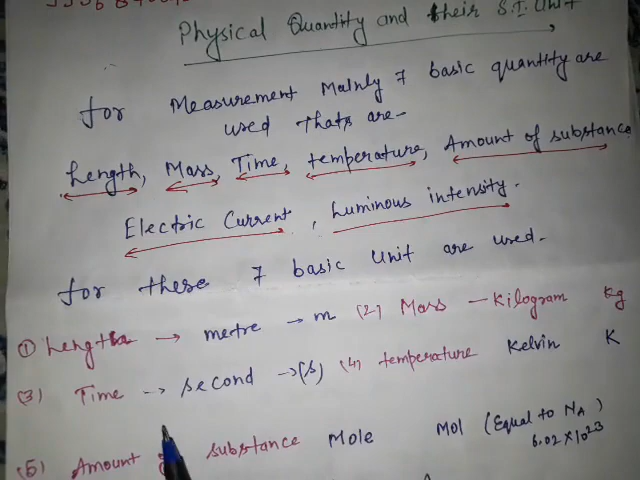 Physical Quantity and their S.I. Unit
for Measurement Mainly 7 basic quantity are
used thats are-
Length, Mass, Time, temperature, Amount of substance
Electric Current, Luminous intensity.
for these 7 basic Unit are used.
(1) Length → metre → m (2) Mass - Kilogram Kg
(3) Time → second → (s) (4) temperature Kelvin K
(5) Amount substance Mole Mol (Equal to NA)
6.02×10²³